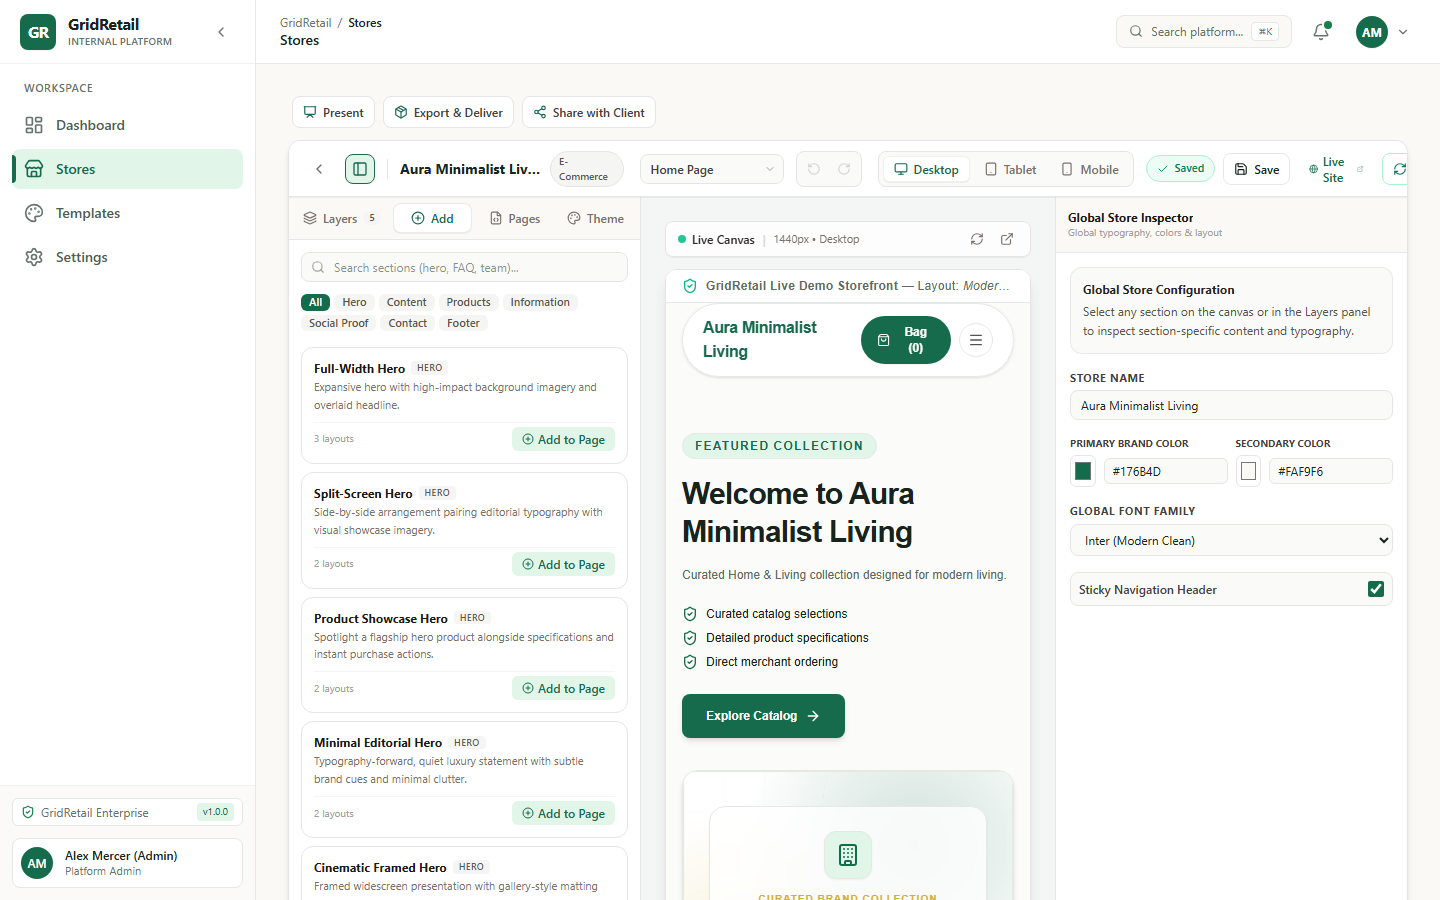 GR
GridRetail
INTERNAL PLATFORM
WORKSPACE
Dashboard
Stores
Templates
Settings
GridRetail Enterprise
v1.0.0
AM
Alex Mercer (Admin)
Platform Admin
GridRetail / Stores
Stores
Search platform...
⌘K
AM
Present
Export & Deliver
Share with Client
Aura Minimalist Liv...
E-
Commerce
Home Page
Desktop
Tablet
Mobile
Saved
Save
Live
Site
Layers 5
Add
Pages
Theme
Search sections (hero, FAQ, team)...
All
Hero
Content
Products
Information
Social Proof
Contact
Footer
Full-Width Hero HERO
Expansive hero with high-impact background imagery and
overlaid headline.
3 layouts
Add to Page
Split-Screen Hero HERO
Side-by-side arrangement pairing editorial typography with
visual showcase imagery.
2 layouts
Add to Page
Product Showcase Hero HERO
Spotlight a flagship hero product alongside specifications and
instant purchase actions.
2 layouts
Add to Page
Minimal Editorial Hero HERO
Typography-forward, quiet luxury statement with subtle
brand cues and minimal clutter.
2 layouts
Add to Page
Cinematic Framed Hero HERO
Framed widescreen presentation with gallery-style matting
Live Canvas | 1440px • Desktop
GridRetail Live Demo Storefront — Layout: Moder...
Aura Minimalist
Living
Bag
(0)
FEATURED COLLECTION
Welcome to Aura
Minimalist Living
Curated Home & Living collection designed for modern living.
Curated catalog selections
Detailed product specifications
Direct merchant ordering
Explore Catalog
CURATED BRAND COLLECTION
Global Store Inspector
Global typography, colors & layout
Global Store Configuration
Select any section on the canvas or in the Layers panel
to inspect section-specific content and typography.
STORE NAME
Aura Minimalist Living
PRIMARY BRAND COLOR
#176B4D
SECONDARY COLOR
#FAF9F6
GLOBAL FONT FAMILY
Inter (Modern Clean)
Sticky Navigation Header